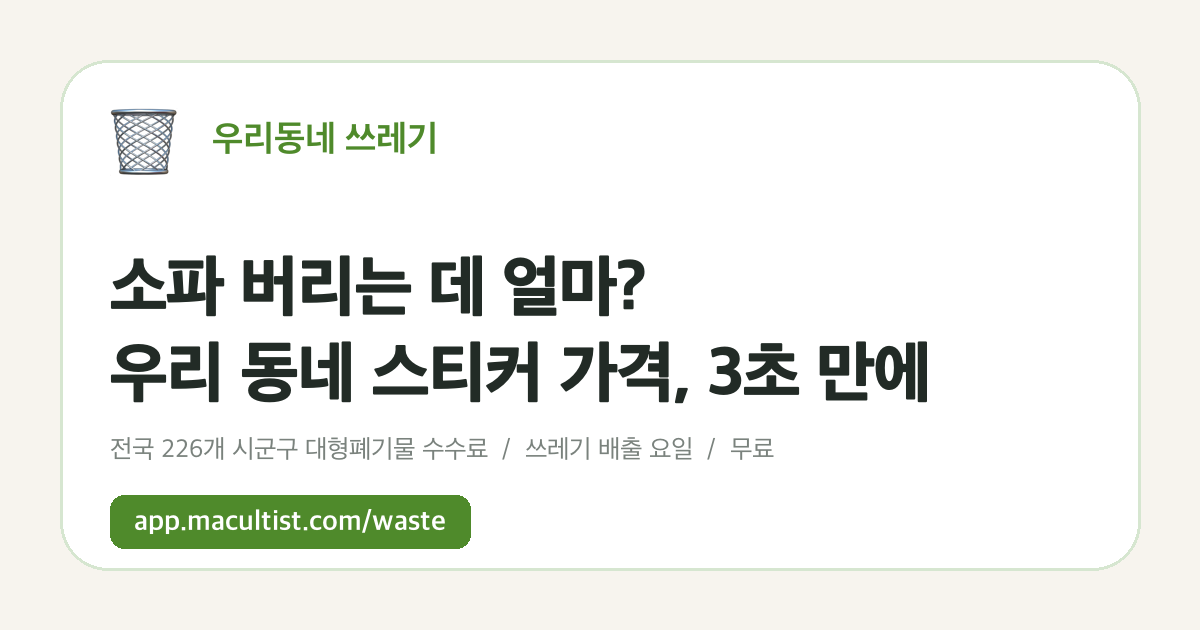 우리동네 쓰레기
소파 버리는 데 얼마?
우리 동네 스티커 가격, 3초 만에
전국 226개 시군구 대형폐기물 수수료 / 쓰레기 배출 요일 / 무료
app.macultist.com/waste